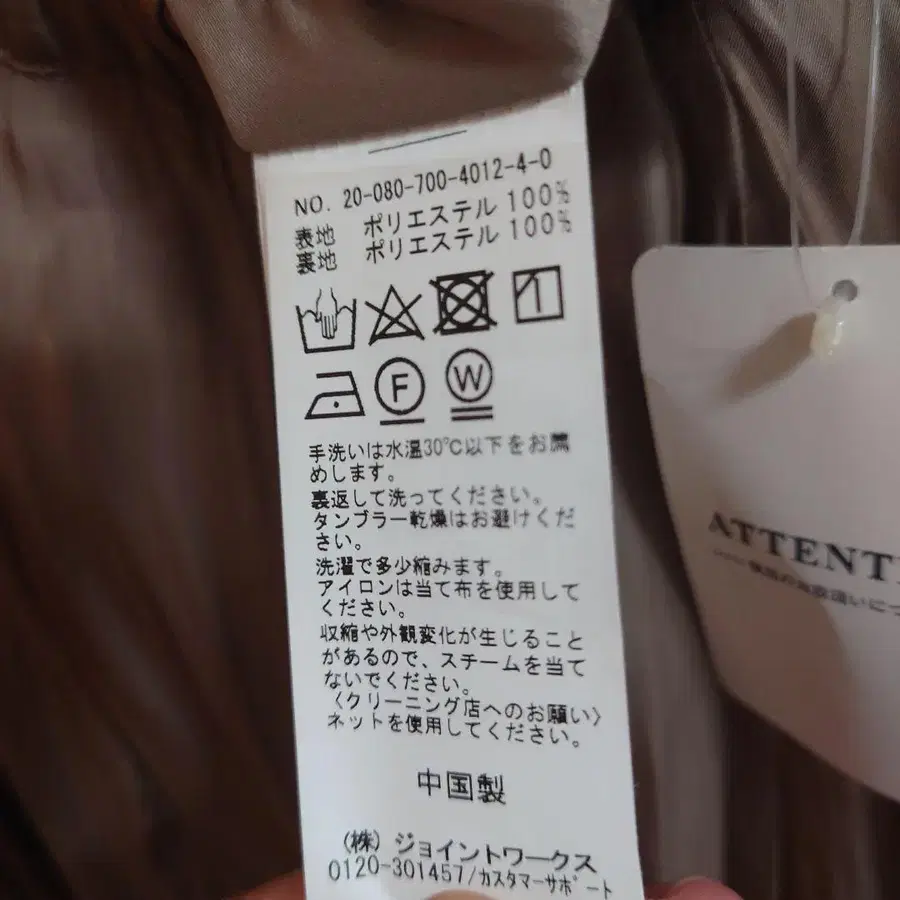 NO. 20-080-700-4012-4-0
表地 ポリエステル 100%
裏地 ポリエステル 100%
F W
手洗いは水温30℃以下をお薦
めします。
裏返して洗ってください。
タンブラー乾燥はお避けくだ
さい。
洗濯で多少縮みます。
アイロンは当て布を使用して
ください。
収縮や外観変化が生じること
があるので、スチームを当て
ないでください。
〈クリーニング店へのお願い〉
ネットを使用してください。
中国製
(株) ジョイントワークス
0120-301457/カスタマーサポート
ATTENTI